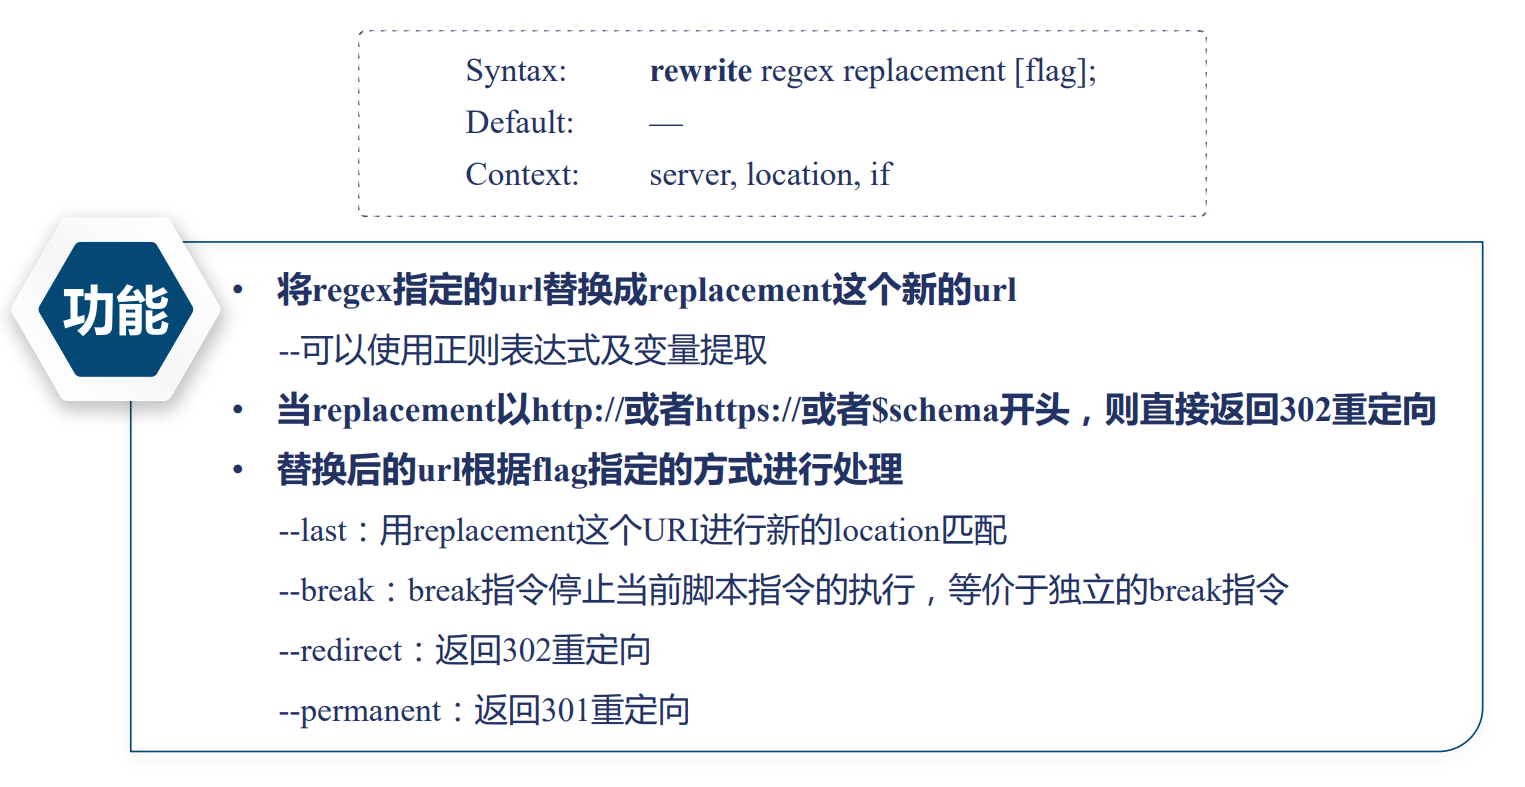 Syntax: rewrite regex replacement [flag];
Default: —
Context: server, location, if
功能
• 将regex指定的url替换成replacement这个新的url
--可以使用正则表达式及变量提取
• 当replacement以http://或者https://或者$schema开头，则直接返回302重定向
• 替换后的url根据flag指定的方式进行处理
--last：用replacement这个URI进行新的location匹配
--break：break指令停止当前脚本指令的执行，等价于独立的break指令
--redirect：返回302重定向
--permanent：返回301重定向